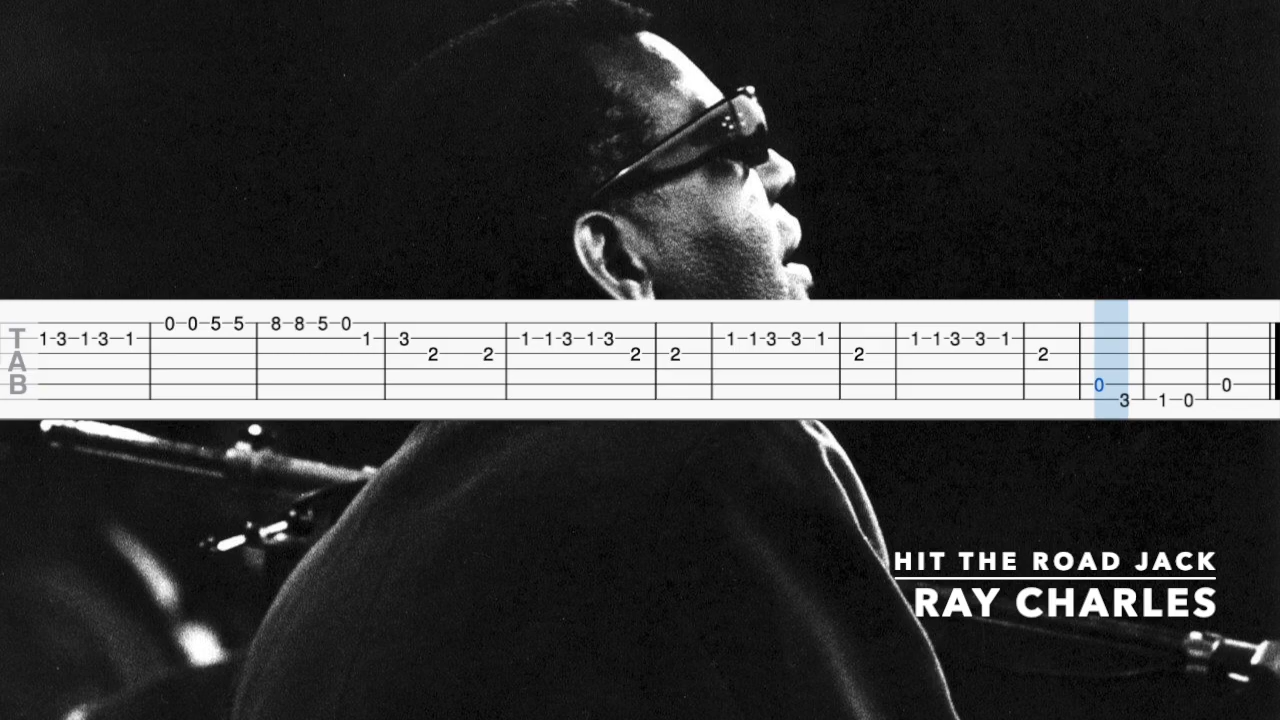 0-0-5-5 8-8-5-0
T 1-3-1-3-1 1 3 1-1-3-1-3 1-1-3-3-1 1-1-3-3-1
A 2 2 2 2 2 2
B 0 0
3 1-0
HIT THE ROAD JACK
RAY CHARLES